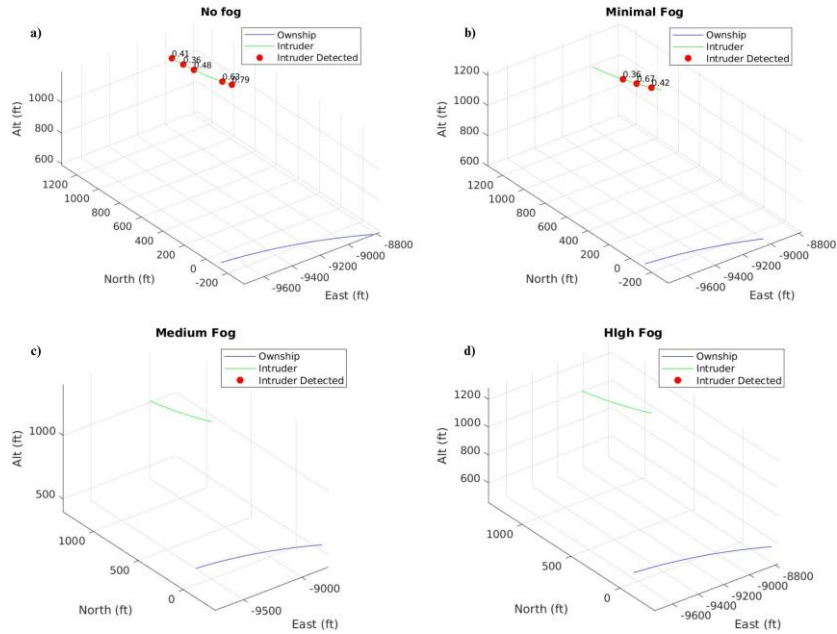 No fog
a)
Ownship
Intruder
Intruder Detected
0.41
0.36
0.48
0.63
0.79
Alt (ft)
1000
800
600
1200
1000
800
600
400
200
0
-200
North (ft)
-9600
-9400
-9200
-9000
-8800
East (ft)
Minimal Fog
b)
Ownship
Intruder
Intruder Detected
0.36
0.67
0.42
Alt (ft)
1200
1000
800
600
1200
1000
800
600
400
200
0
-200
North (ft)
-9600
-9400
-9200
-9000
-8800
East (ft)
Medium Fog
c)
Ownship
Intruder
Intruder Detected
Alt (ft)
1000
500
1000
500
0
North (ft)
-9500
-9000
East (ft)
HIgh Fog
d)
Ownship
Intruder
Intruder Detected
Alt (ft)
1200
1000
800
600
1000
500
0
North (ft)
-9600
-9400
-9200
-9000
-8800
East (ft)